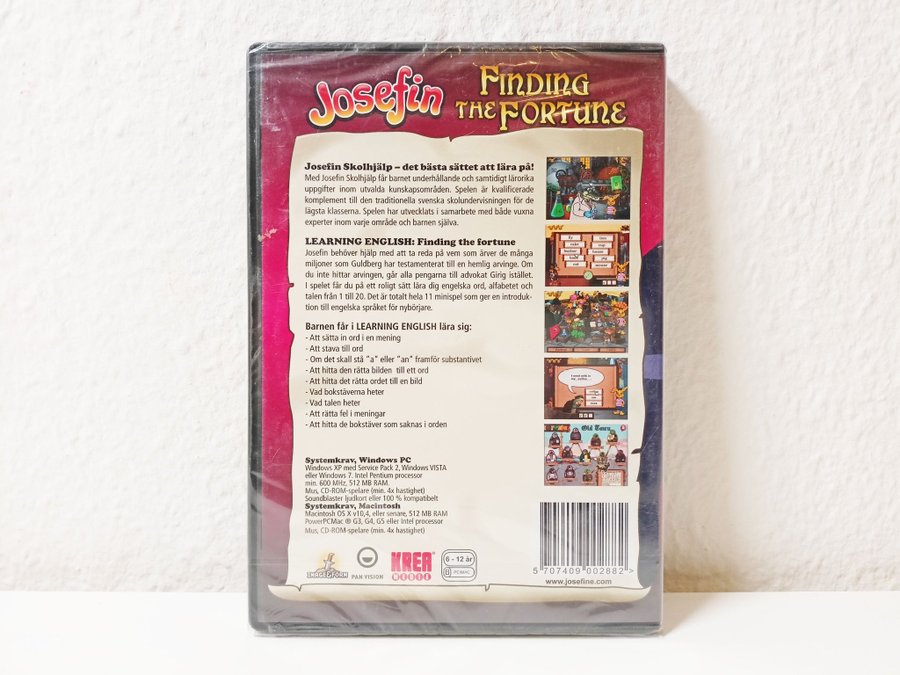 Josefin
FINDING
THE FORTUNE
Josefin Skolhjälp – det bästa sättet att lära på!
Med Josefin Skolhjälp får barnet underhållande och samtidigt lärorika
uppgifter inom utvalda kunskapsområden. Spelen är kvalificerade
komplement till den traditionella svenska skolundervisningen för de
lägsta klasserna. Spelen har utvecklats i samarbete med både vuxna
experter inom varje område och barnen själva.
LEARNING ENGLISH: Finding the fortune
Josefin behöver hjälp med att ta reda på vem som ärver de många
miljoner som Guldberg har testamenterat till en hemlig arvinge. Om
du inte hittar arvingen, går alla pengarna till advokat Girig istället.
I spelet får du på ett roligt sätt lära dig engelska ord, alfabetet och
talen från 1 till 20. Det är totalt hela 11 minispel som ger en introduk-
tion till engelska språket för nybörjare.
Barnen får i LEARNING ENGLISH lära sig:
- Att sätta in ord i en mening
- Att stava till ord
- Om det skall stå "a" eller "an" framför substantivet
- Att hitta den rätta bilden till ett ord
- Att hitta det rätta ordet till en bild
- Vad bokstäverna heter
- Vad talen heter
- Att rätta fel i meningar
- Att hitta de bokstäver som saknas i orden
Systemkrav, Windows PC
Windows XP med Service Pack 2, Windows VISTA
eller Windows 7. Intel Pentium processor
min. 600 MHz, 512 MB RAM.
Mus, CD-ROM-spelare (min. 4x hastighet)
Soundblaster ljudkort eller 100 % kompatibelt
Systemkrav, Macintosh
Macintosh OS X v10,4, eller senare, 512 MB RAM
PowerPCMac ® G3, G4, G5 eller Intel processor
Mus, CD-ROM-spelare (min. 4x hastighet)
Old Tom
IMAGE & FORM
PAN VISION
KREA
MEDIE
6 - 12 år
PC/MAC
5 707409 002882 >
www.josefine.com